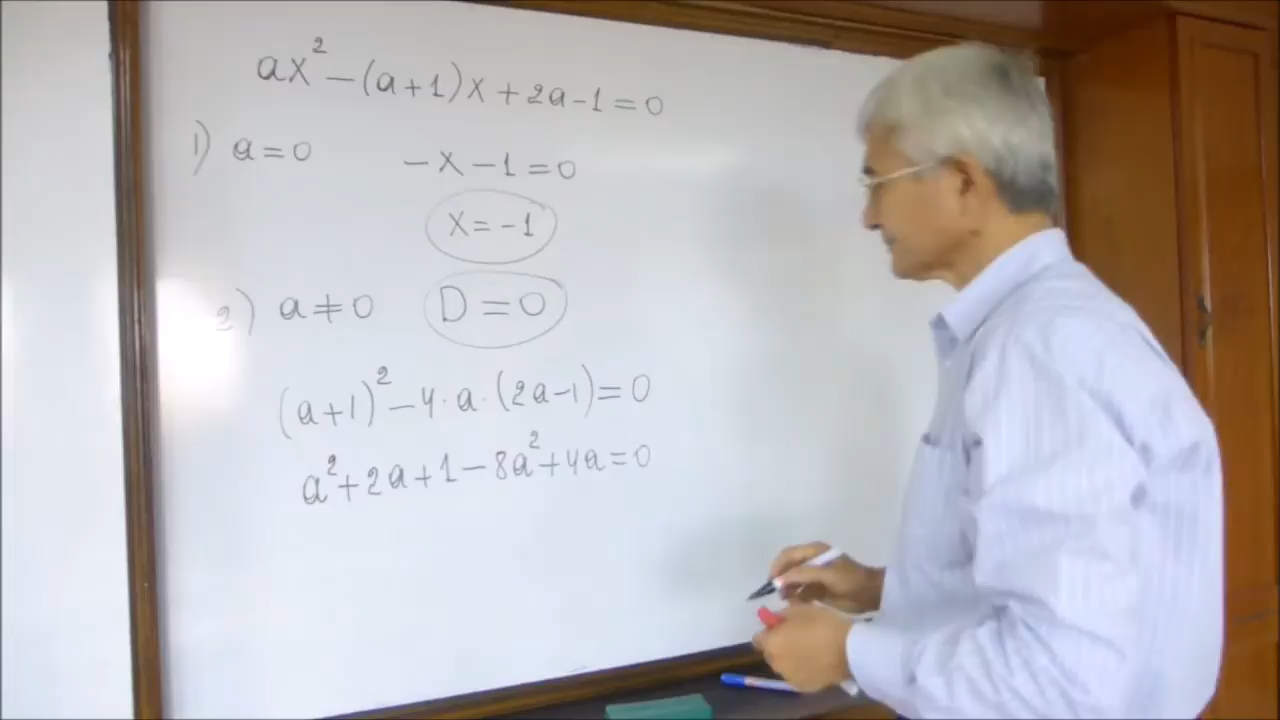 ax² − (a+1)x + 2a − 1 = 0
1) a = 0 − x − 1 = 0
x = −1
2) a ≠ 0 D = 0
(a+1)² − 4 · a · (2a−1) = 0
a² + 2a + 1 − 8a² + 4a = 0